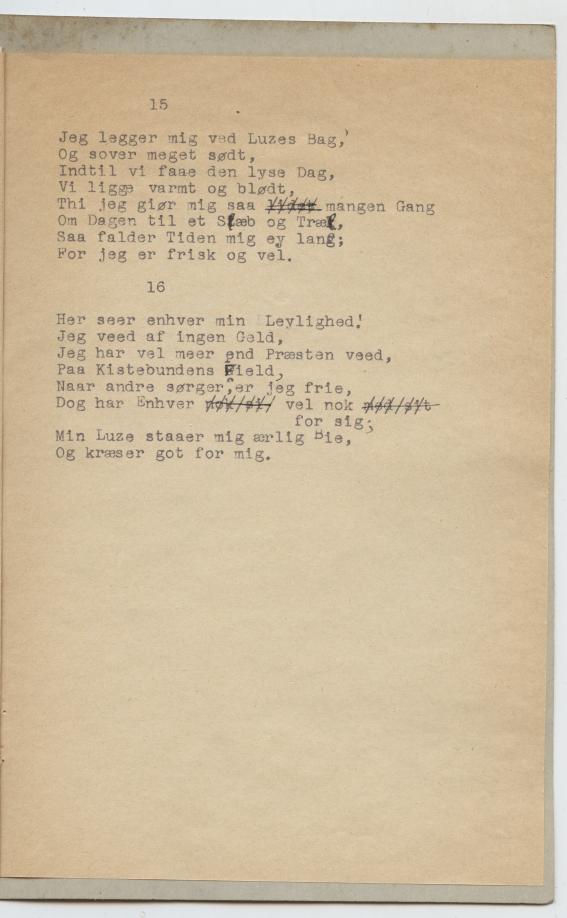 15
Jeg legger mig ved Luzes Bag,'
Og sover meget sødt,
Indtil vi faae den lyse Dag,
Vi ligge varmt og blødt,
Thi jeg giør mig saa mangen Gang
Om Dagen til et Slæb og Træl,
Saa falder Tiden mig ey lang;
For jeg er frisk og vel.
16
Her seer enhver min Leylighed!
Jeg veed af ingen Geld,
Jeg har vel meer end Præsten veed,
Paa Kistebundens Field,
Naar andre sørger, er jeg frie,
Dog har Enhver vel nok
for sig;
Min Luze staaer mig ærlig Bie,
Og kræser got for mig.